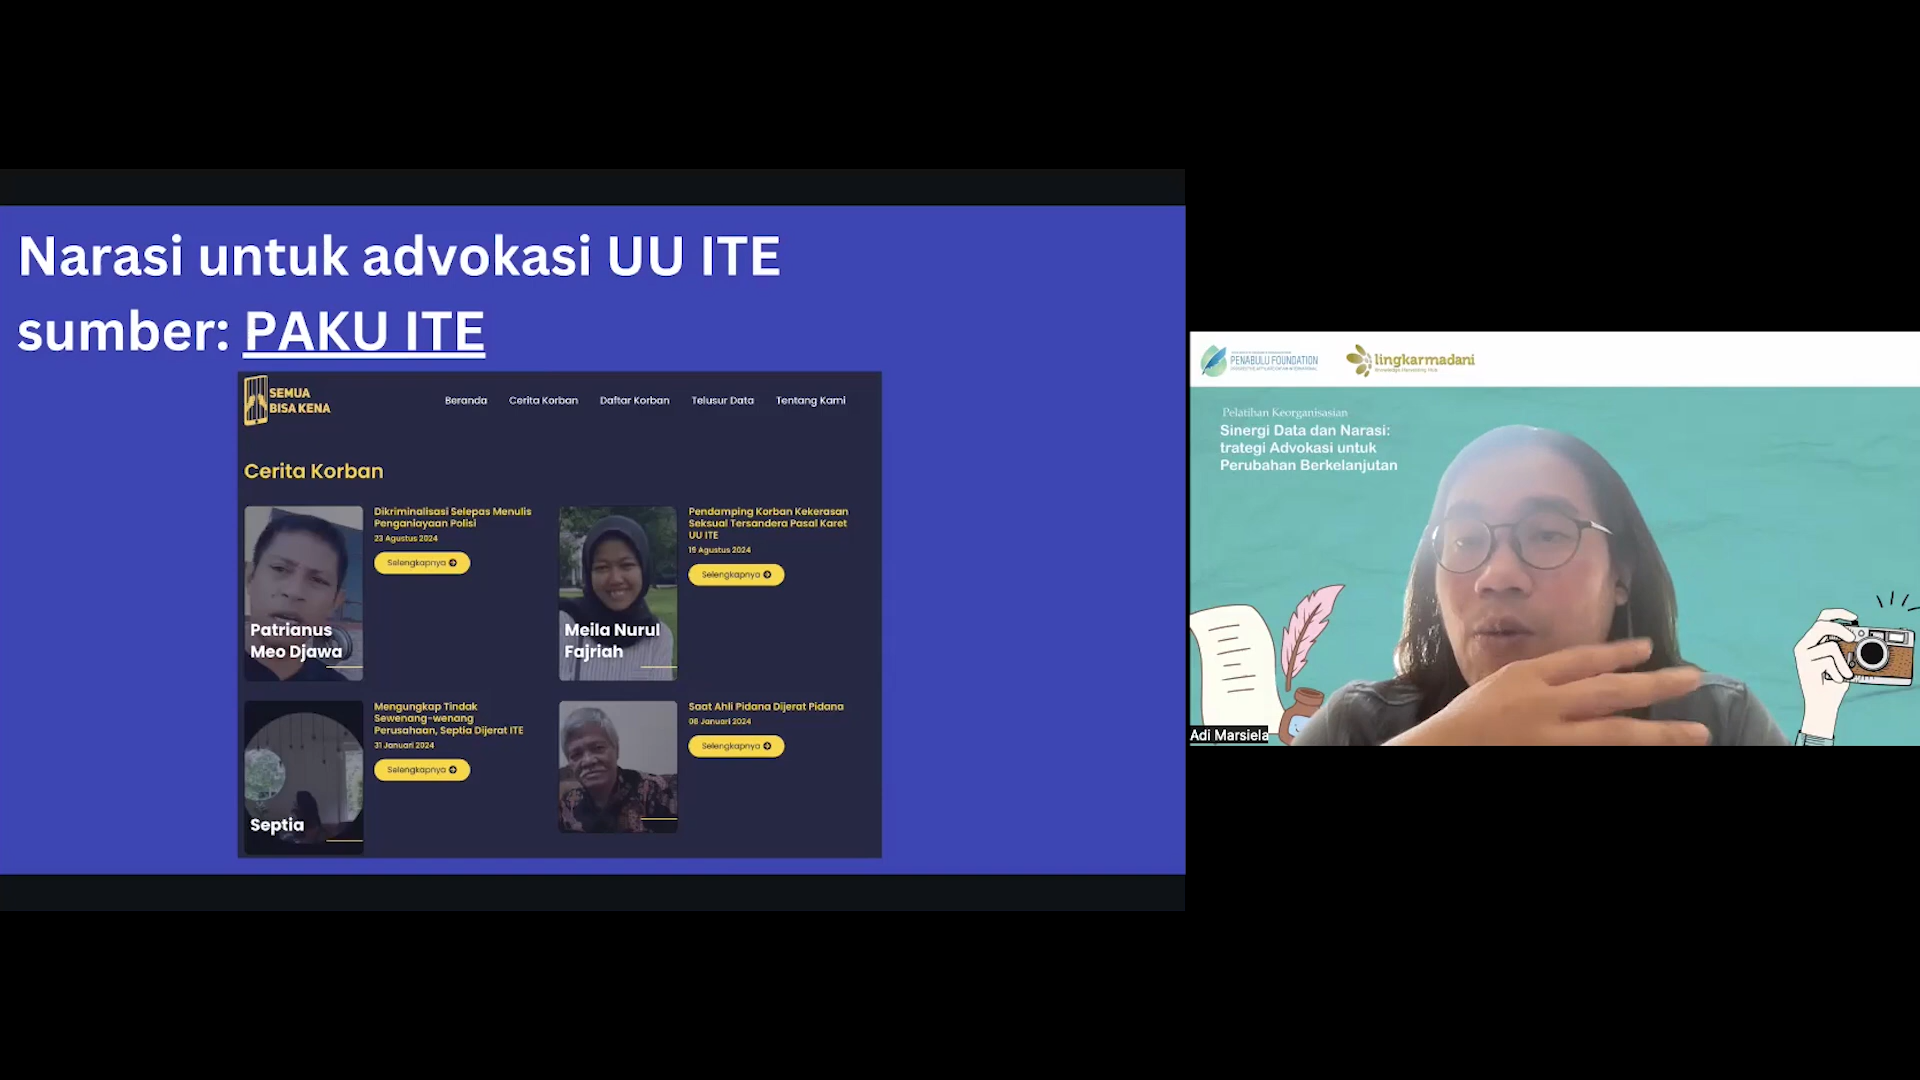 Narasi untuk advokasi UU ITE
sumber: PAKU ITE
SEMUA
BISA KENA
Beranda
Cerita Korban
Daftar Korban
Telusur Data
Tentang Kami
Cerita Korban
Dikriminalisasi Selepas Menulis
Penganiayaan Polisi
23 Agustus 2024
Selengkapnya
Patrianus
Meo Djawa
Pendamping Korban Kekerasan
Seksual Tersandera Pasal Karet
UU ITE
19 Agustus 2024
Selengkapnya
Meila Nurul
Fajriah
Mengungkap Tindak
Sewenang-wenang
Perusahaan, Septia Dijerat ITE
31 Januari 2024
Selengkapnya
Septia
Saat Ahli Pidana Dijerat Pidana
08 Januari 2024
Selengkapnya
PENABULU FOUNDATION
lingkarmadani
Knowledge Harvesting Hub
Pelatihan Keorganisasian
Sinergi Data dan Narasi:
trategi Advokasi untuk
Perubahan Berkelanjutan
Adi Marsiela